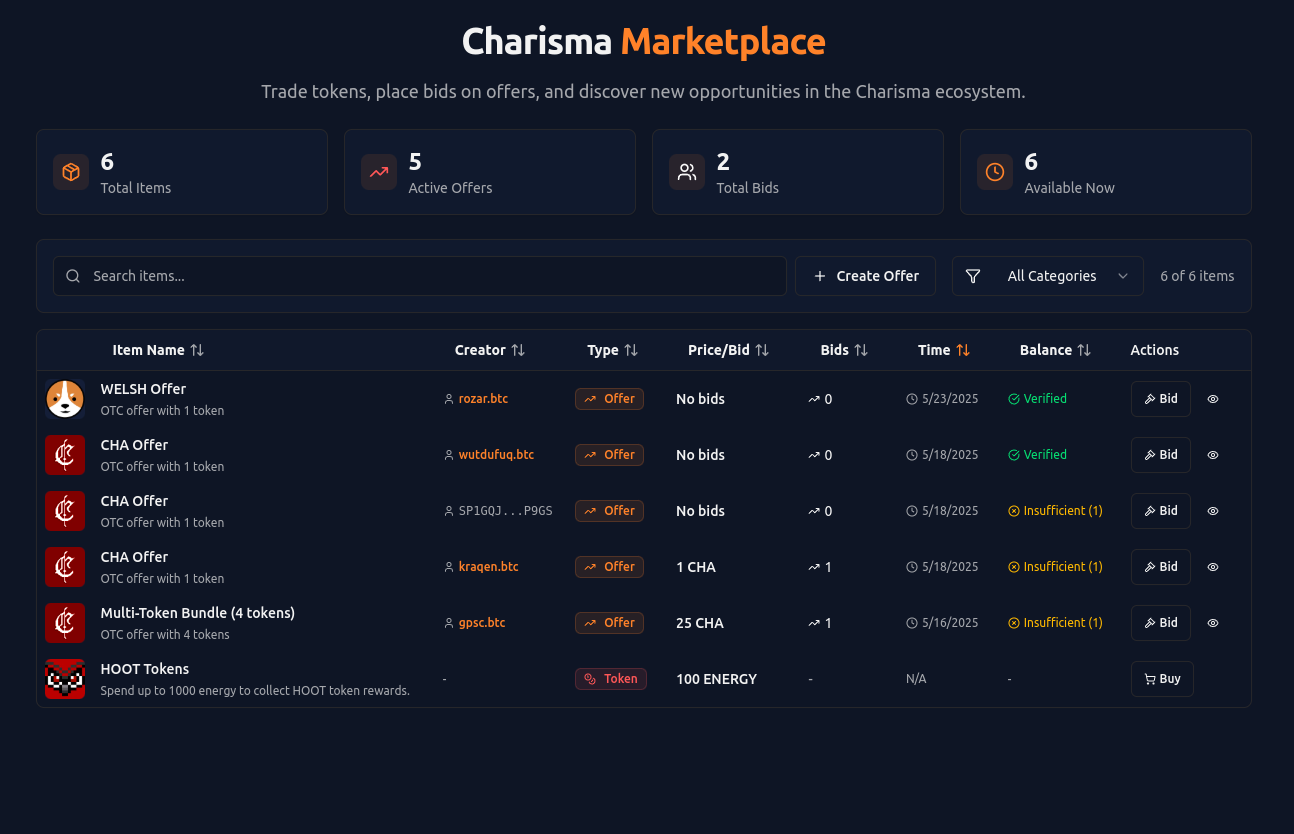 Charisma Marketplace
Trade tokens, place bids on offers, and discover new opportunities in the Charisma ecosystem.
6
Total Items
5
Active Offers
2
Total Bids
6
Available Now
Search items...
+ Create Offer
All Categories
6 of 6 items
Item Name Creator Type Price/Bid Bids Time Balance Actions
WELSH Offer
OTC offer with 1 token
rozar.btc Offer No bids 0 5/23/2025 Verified Bid
CHA Offer
OTC offer with 1 token
wutdufuq.btc Offer No bids 0 5/18/2025 Verified Bid
CHA Offer
OTC offer with 1 token
SP1GQJ...P9GS Offer No bids 0 5/18/2025 Insufficient (1) Bid
CHA Offer
OTC offer with 1 token
kraqen.btc Offer 1 CHA 1 5/18/2025 Insufficient (1) Bid
Multi-Token Bundle (4 tokens)
OTC offer with 4 tokens
gpsc.btc Offer 25 CHA 1 5/16/2025 Insufficient (1) Bid
HOOT Tokens
Spend up to 1000 energy to collect HOOT token rewards.
- Token 100 ENERGY - N/A - Buy